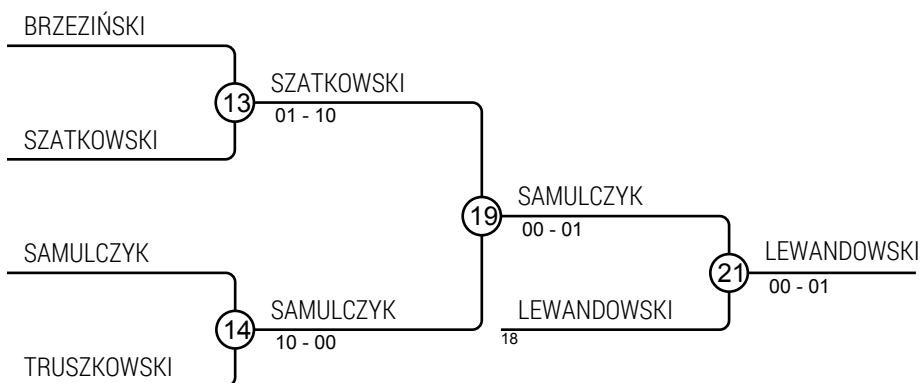 BRZEZIŃSKI
13
SZATKOWSKI
01 - 10
SZATKOWSKI
19
SAMULCZYK
00 - 01
SAMULCZYK
21
LEWANDOWSKI
00 - 01
14
SAMULCZYK
10 - 00
LEWANDOWSKI
18
TRUSZKOWSKI